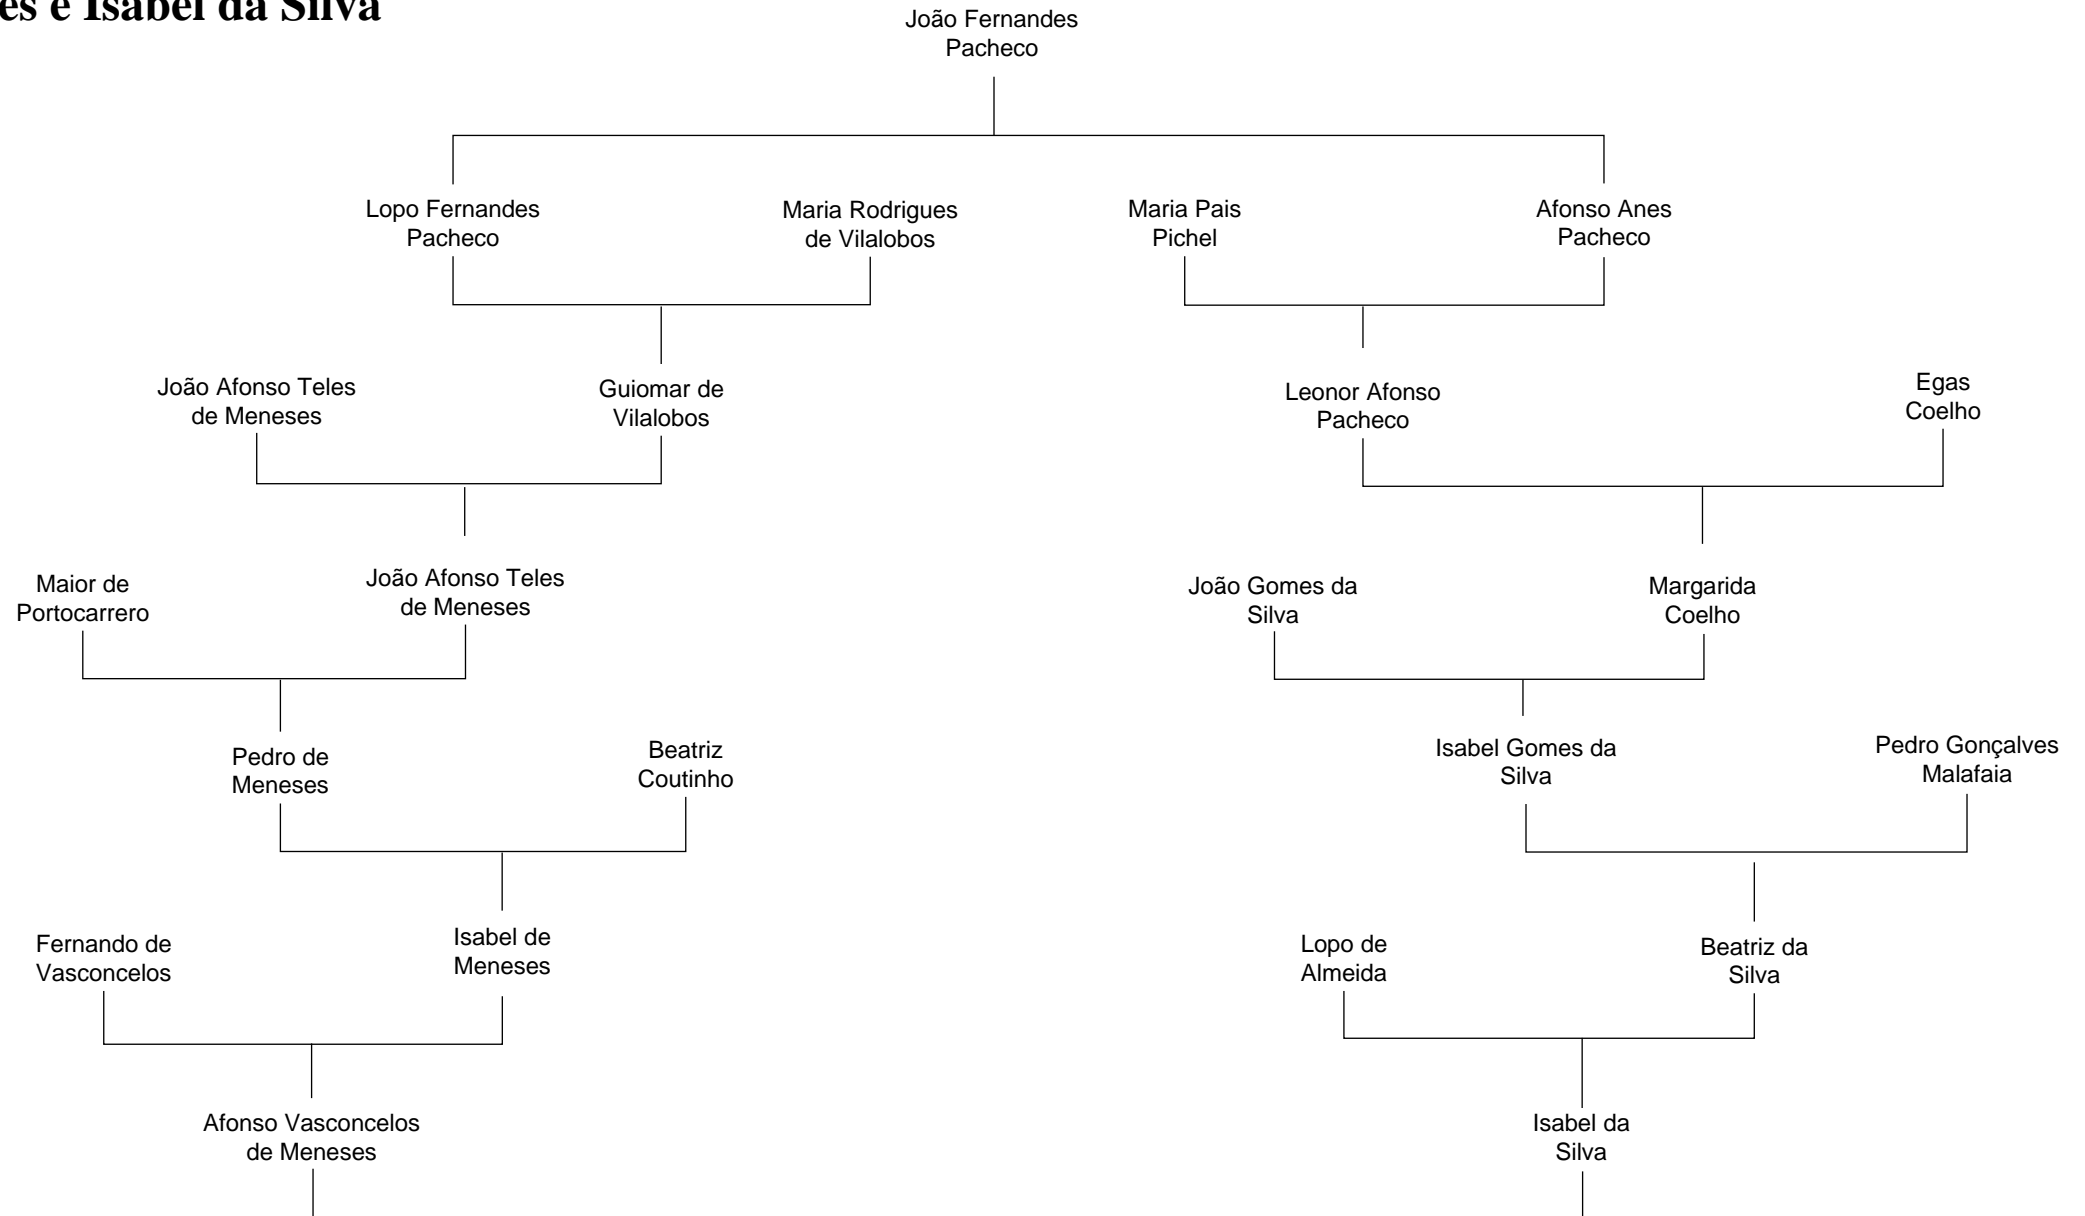 es e Isabel da Silva
João Fernandes
Pacheco
Lopo Fernandes
Pacheco
Maria Rodrigues
de Vilalobos
Maria Pais
Pichel
Afonso Anes
Pacheco
João Afonso Teles
de Meneses
Guiomar de
Vilalobos
Leonor Afonso
Pacheco
Egas
Coelho
Maior de
Portocarrero
João Afonso Teles
de Meneses
João Gomes da
Silva
Margarida
Coelho
Pedro de
Meneses
Beatriz
Coutinho
Isabel Gomes da
Silva
Pedro Gonçalves
Malafaia
Fernando de
Vasconcelos
Isabel de
Meneses
Lopo de
Almeida
Beatriz da
Silva
Afonso Vasconcelos
de Meneses
Isabel da
Silva